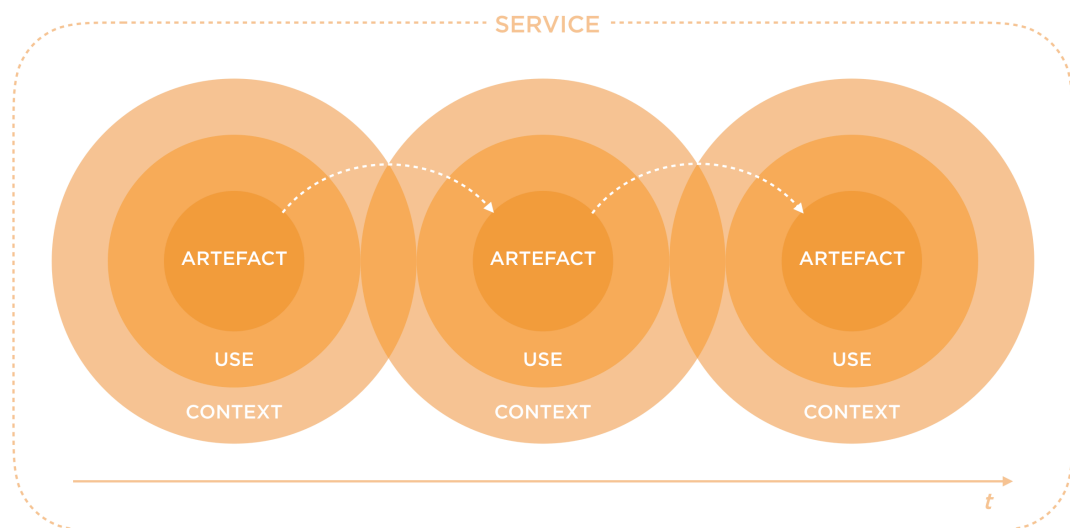 SERVICE
ARTEFACT ARTEFACT ARTEFACT
USE USE USE
CONTEXT CONTEXT CONTEXT
t